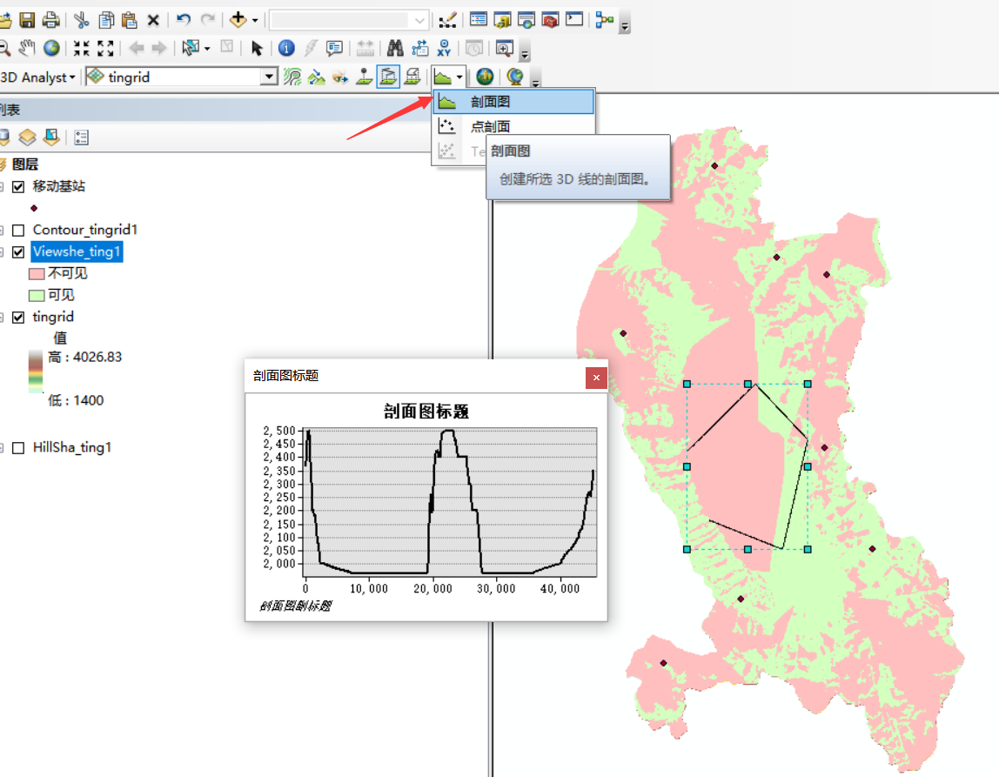 XY
3D Analyst
tingrid
剖面图
点剖面
Te
剖面图
创建所选 3D 线的剖面图。
列表
图层
移动基站
Contour_tingrid1
Viewshe_ting1
不可见
可见
tingrid
值
高 : 4026.83
低 : 1400
HillSha_ting1
剖面图标题
剖面图标题
2,500
2,450
2,400
2,350
2,300
2,250
2,200
2,150
2,100
2,050
2,000
0 10,000 20,000 30,000 40,000
剖面图副标题